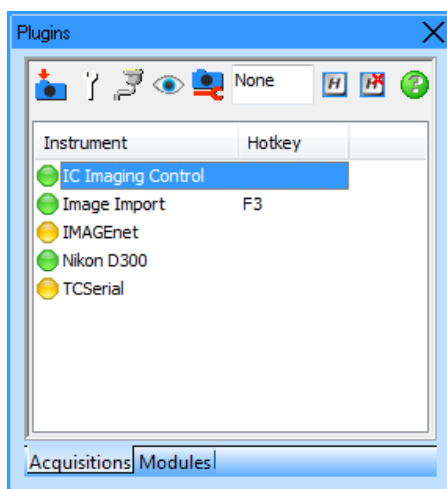 Plugins
None
H
H
?
Instrument Hotkey
IC Imaging Control
Image Import F3
IMAGEnet
Nikon D300
TCSerial
Acquisitions Modules